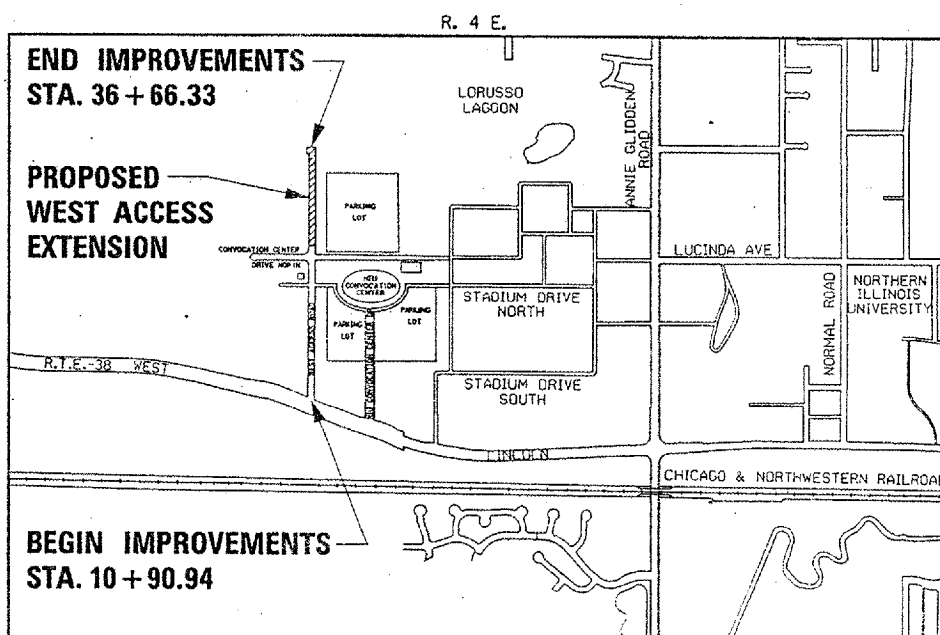 R. 4 E.
END IMPROVEMENTS
STA. 36+66.33
LORUSSO
LAGOON
ANNIE GLIDDEN
ROAD
PROPOSED
WEST ACCESS
EXTENSION
PARKING
LOT
CONVOCATION CENTER
DRIVE NORTH
LUCINDA AVE
CONVOCATION
CENTER
STADIUM DRIVE
NORTH
NORMAL ROAD
NORTHERN
ILLINOIS
UNIVERSITY
PARKING
LOT
PARKING
LOT
R.T.E.-38 WEST
STADIUM DRIVE
SOUTH
LINCOLN
CHICAGO & NORTHWESTERN RAILROAD
BEGIN IMPROVEMENTS
STA. 10+90.94